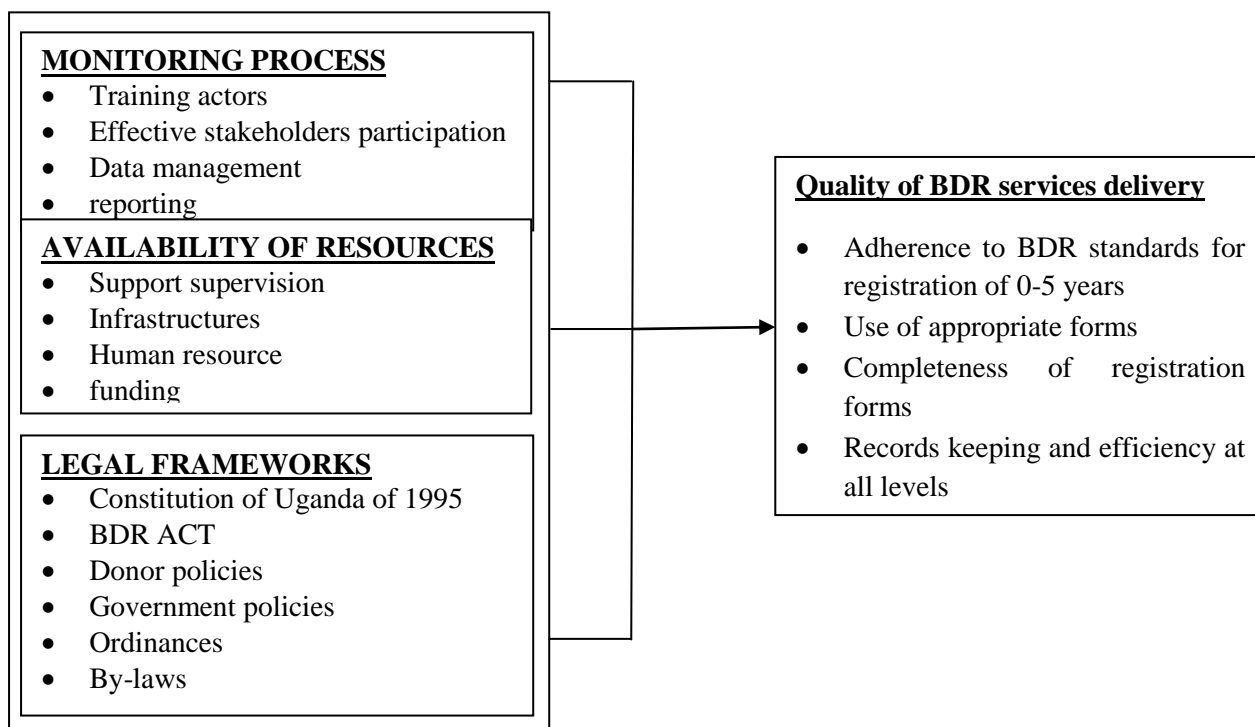 MONITORING PROCESS
• Training actors
• Effective stakeholders participation
• Data management
• reporting
AVAILABILITY OF RESOURCES
• Support supervision
• Infrastructures
• Human resource
• funding
LEGAL FRAMEWORKS
• Constitution of Uganda of 1995
• BDR ACT
• Donor policies
• Government policies
• Ordinances
• By-laws
Quality of BDR services delivery
• Adherence to BDR standards for
registration of 0-5 years
• Use of appropriate forms
• Completeness of registration
forms
• Records keeping and efficiency at
all levels